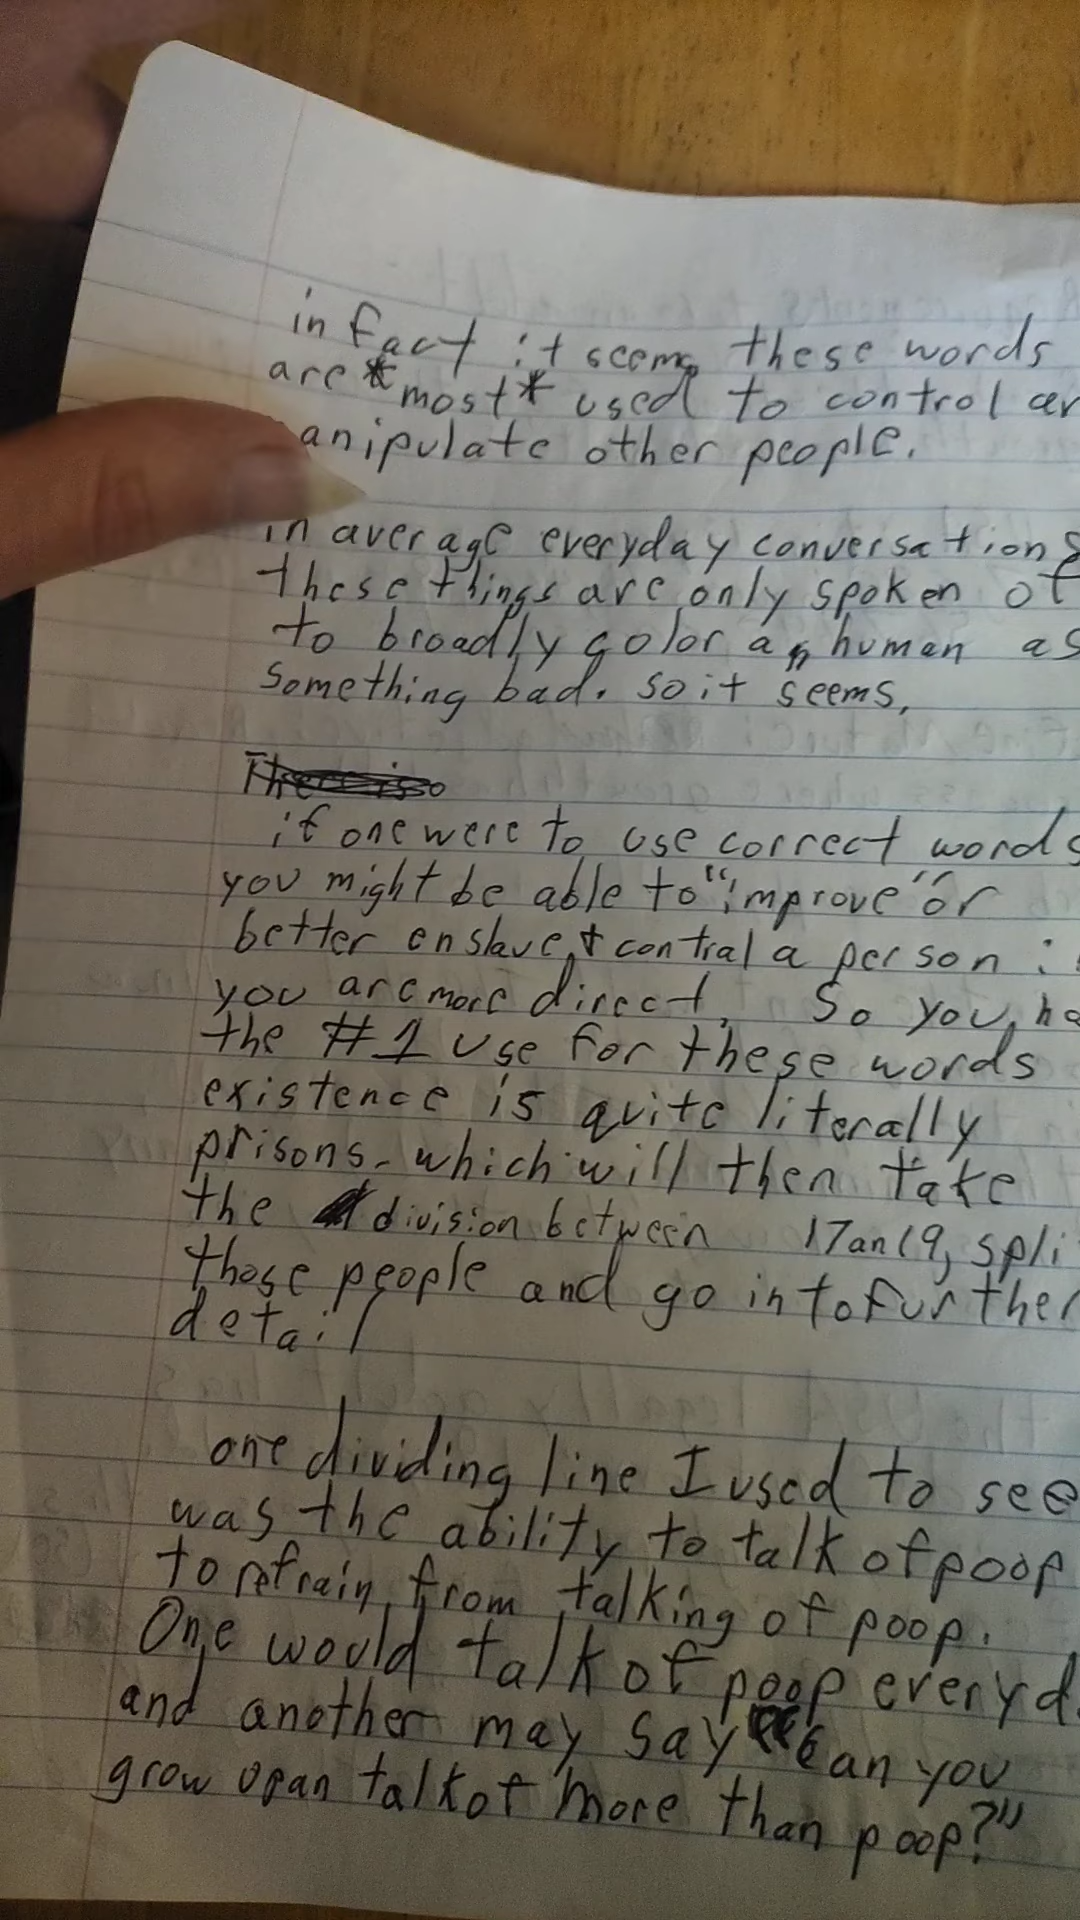 in fact it seems these words
are *most* used to control
anipulate other people.
in average everyday conversations
these things are only spoken of
to broadly color an human as
something bad. so it seems,
if one were to use correct words
you might be able to "improve" or
better enslave + control a person
you are more direct. So you
the #1 use for these words
existence is quite literally
prisons. which will then take
the division between 17an19, spli
those people and go into further
detail
one dividing line I used to see
was the ability to talk of poop
to refrain from talking of poop.
One would talk of poop everyd
and another may say "can you
grow upan talk of more than poop?"